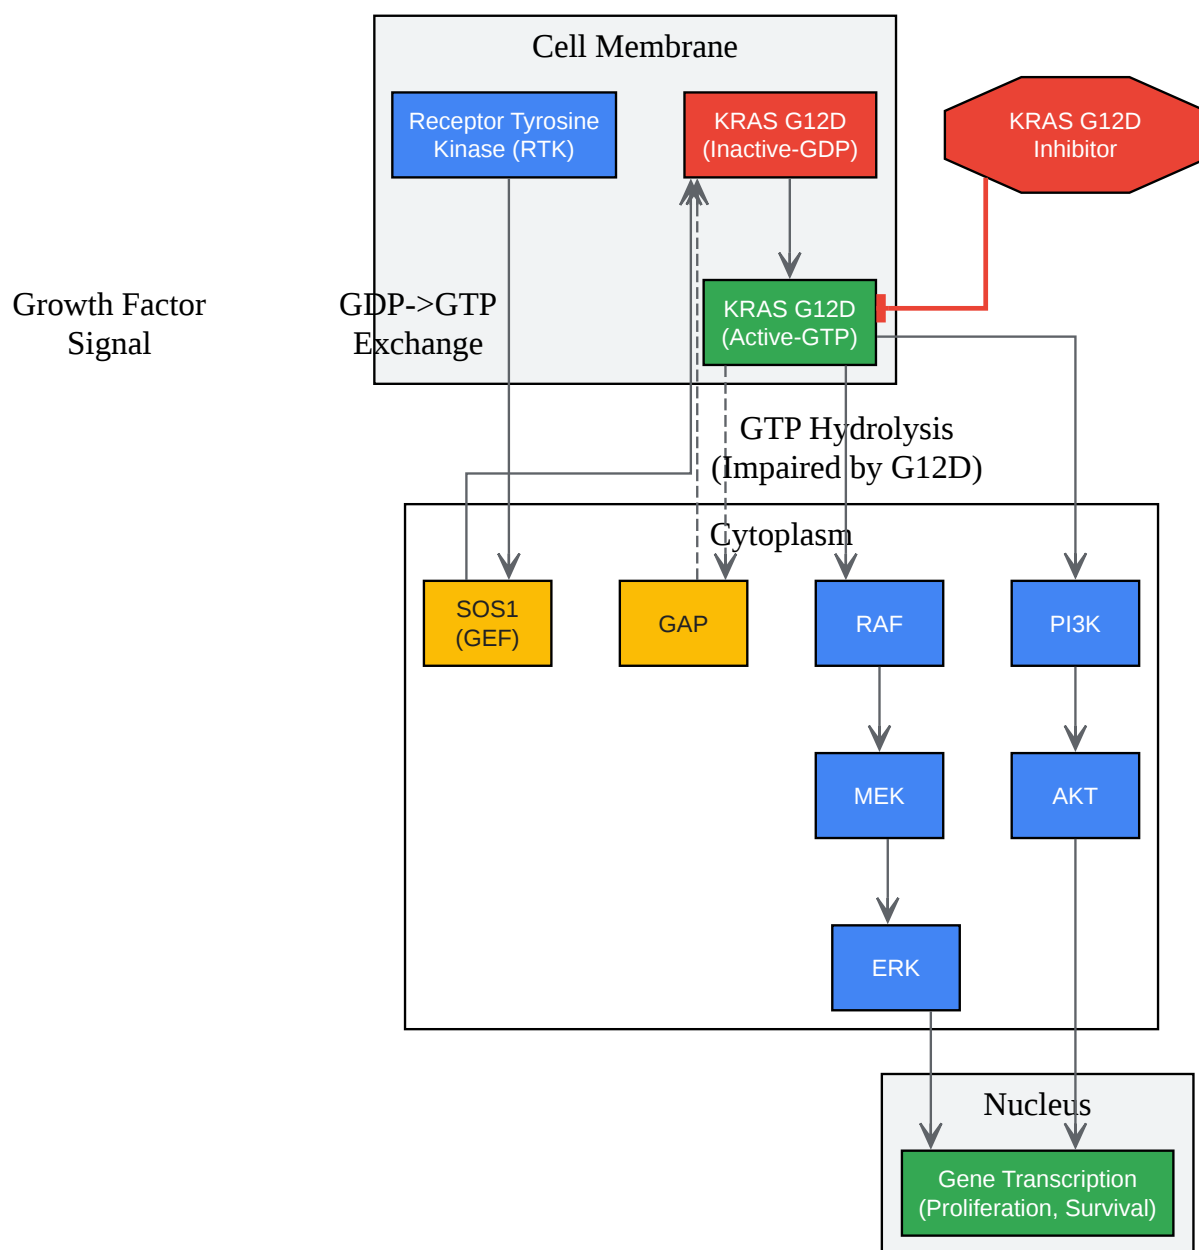 Cell Membrane
Receptor Tyrosine
Kinase (RTK)
KRAS G12D
(Inactive-GDP)
KRAS G12D
Inhibitor
Growth Factor
Signal
GDP->GTP
Exchange
KRAS G12D
(Active-GTP)
GTP Hydrolysis
(Impaired by G12D)
Cytoplasm
SOS1
(GEF)
GAP
RAF
PI3K
MEK
AKT
ERK
Nucleus
Gene Transcription
(Proliferation, Survival)